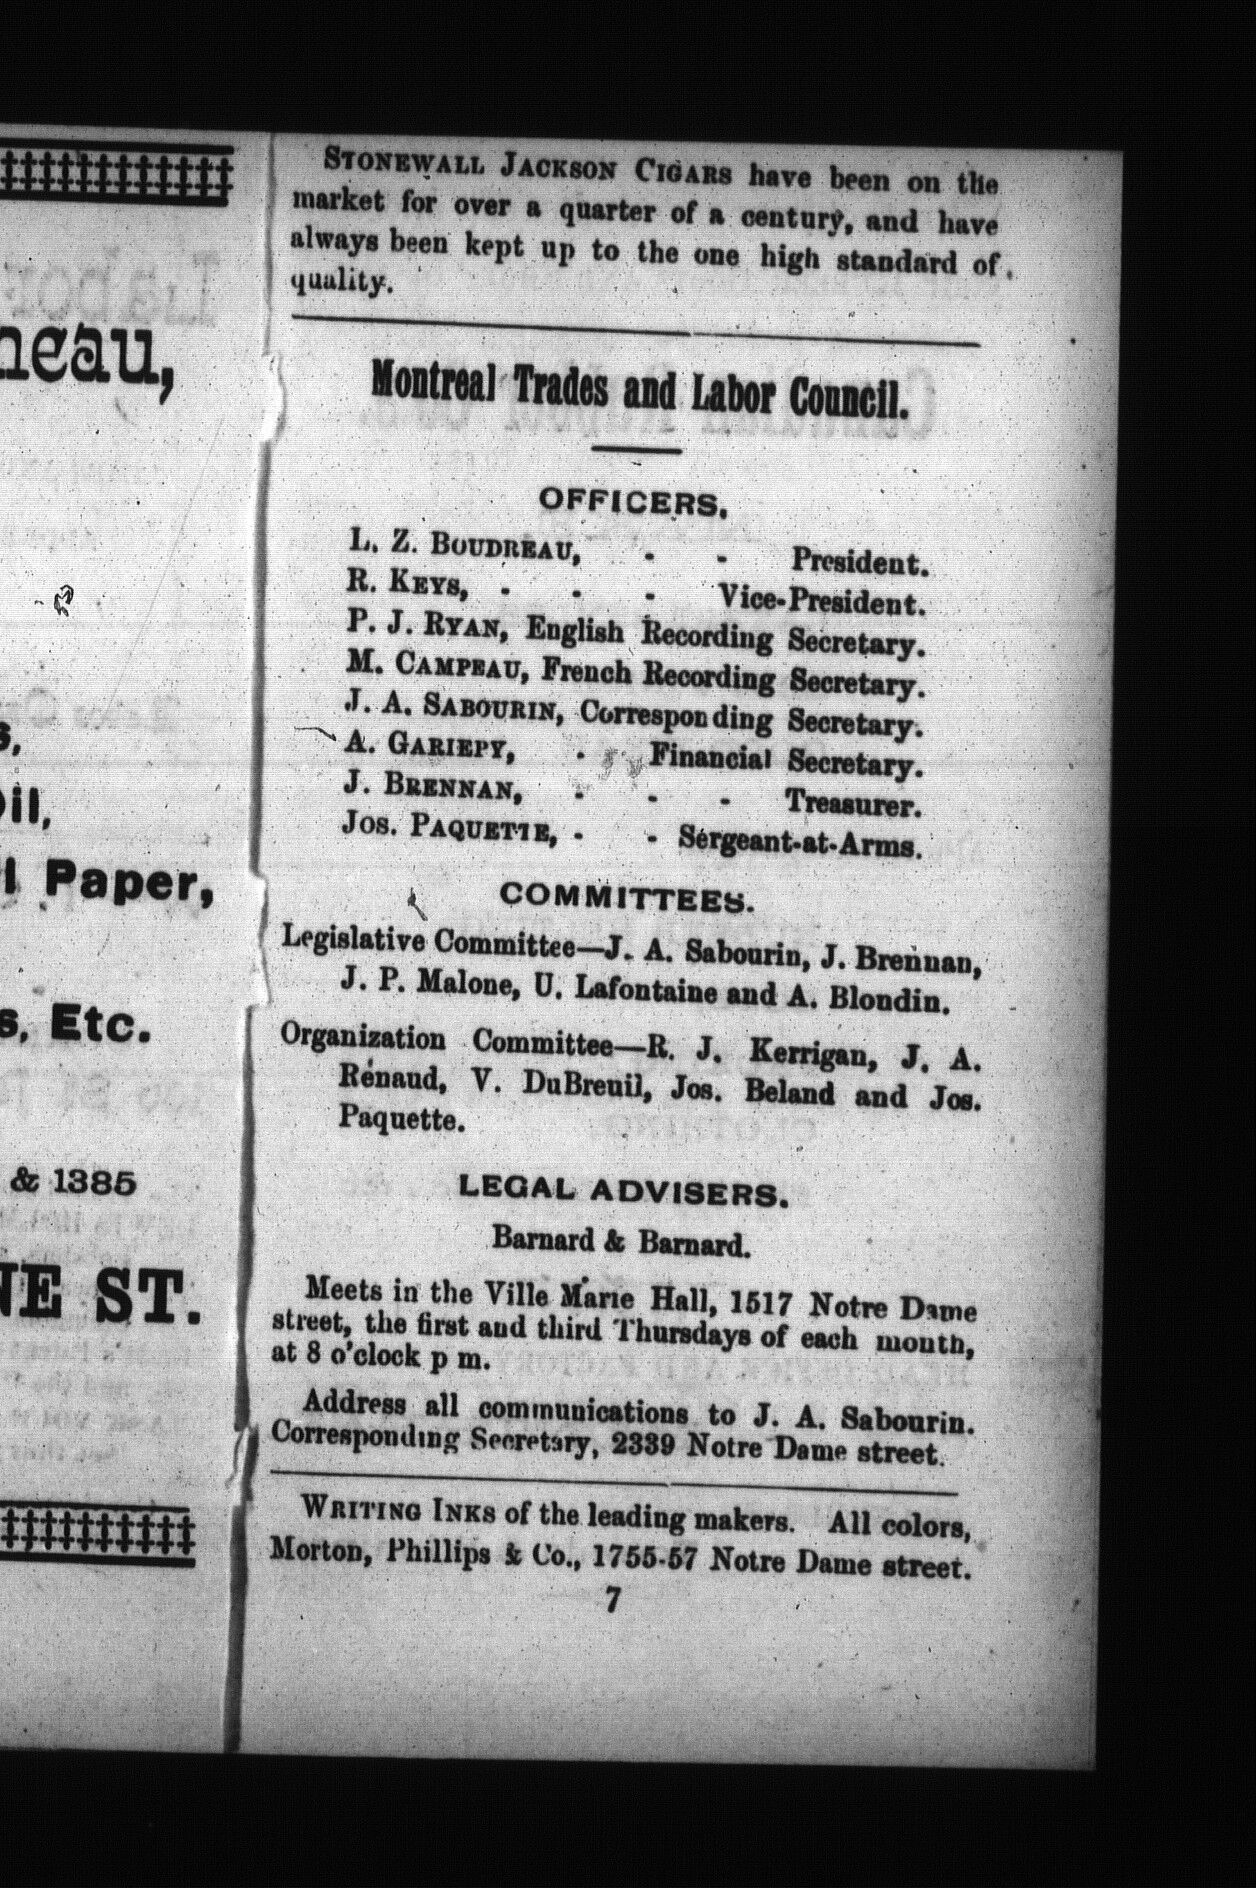 neau,
s,
Oil,
l Paper,
s, Etc.
& 1385
NE ST.
STONEWALL JACKSON CIGARS have been on the
market for over a quarter of a century, and have
always been kept up to the one high standard of
quality.
Montreal Trades and Labor Council.
OFFICERS.
L. Z. BOUDREAU, - - President.
R. KEYS, - - - Vice-President.
P. J. RYAN, English Recording Secretary.
M. CAMPEAU, French Recording Secretary.
J. A. SABOURIN, Corresponding Secretary.
A. GARIEPY, - Financial Secretary.
J. BRENNAN, - - - Treasurer.
JOS. PAQUETTE, - - Sergeant-at-Arms.
COMMITTEES.
Legislative Committee—J. A. Sabourin, J. Brennan,
J. P. Malone, U. Lafontaine and A. Blondin.
Organization Committee—R. J. Kerrigan, J. A.
Renaud, V. DuBreuil, Jos. Beland and Jos.
Paquette.
LEGAL ADVISERS.
Barnard & Barnard.
Meets in the Ville Marie Hall, 1517 Notre Dame
street, the first and third Thursdays of each month,
at 8 o'clock p m.
Address all communications to J. A. Sabourin.
Corresponding Secretary, 2339 Notre Dame street.
WRITING INKS of the leading makers. All colors,
Morton, Phillips & Co., 1755-57 Notre Dame street.
7